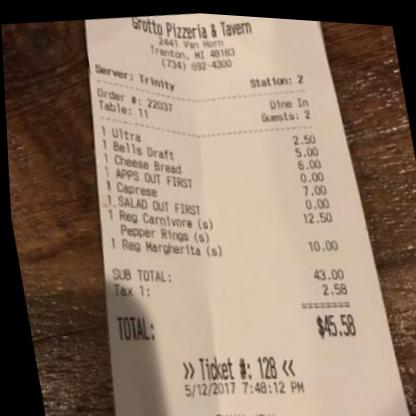 Grotto Pizzeria & Tavern
2441 Van Horn
Trenton, MI 48183
(734) 692-4300
Server: Trinity Station: 2
Order #: 22037 Dine In
Table: 11 Guests: 2
1 Ultra 2.50
1 Bells Draft 5.00
1 Cheese Bread 6.00
1 APPS OUT FIRST 0.00
1 Caprese 7.00
1 SALAD OUT FIRST 0.00
1 Reg Carnivore (s) 12.50
Pepper Rings (s)
1 Reg Margherita (s) 10.00
SUB TOTAL: 43.00
Tax 1: 2.58
========
TOTAL: $45.58
>> Ticket #: 128 <<
5/12/2017 7:48:12 PM